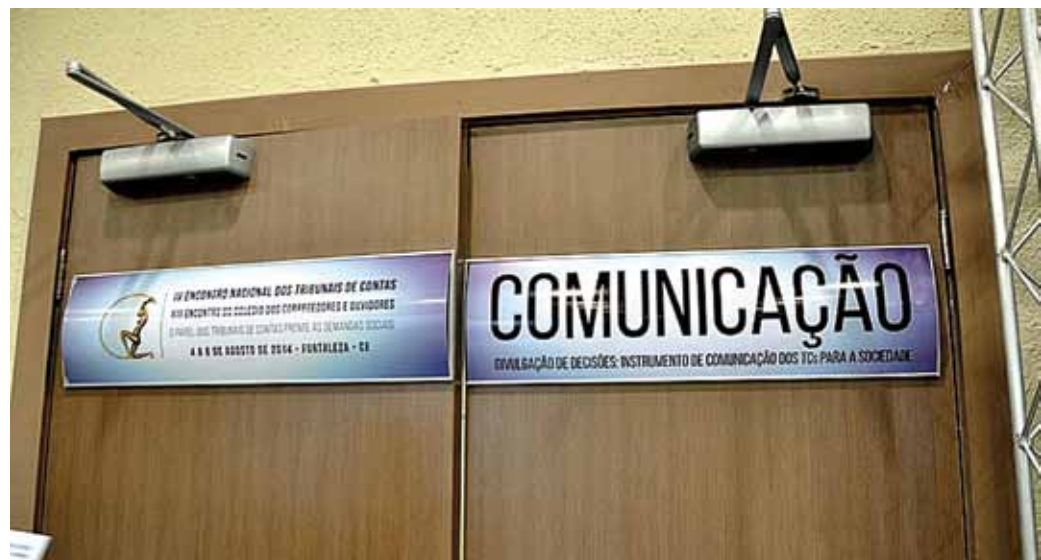 IV ENCONTRO NACIONAL DOS TRIBUNAIS DE CONTAS
XIII ENCONTRO DO COLÉGIO DOS CORREGEDORES E OUVIDORES
O PAPEL DOS TRIBUNAIS DE CONTAS FRENTE ÀS DEMANDAS SOCIAIS
4 A 6 DE AGOSTO DE 2014 - FORTALEZA - CE
COMUNICAÇÃO
DIVULGAÇÃO DE DECISÕES: INSTRUMENTO DE COMUNICAÇÃO DOS TCs PARA A SOCIEDADE